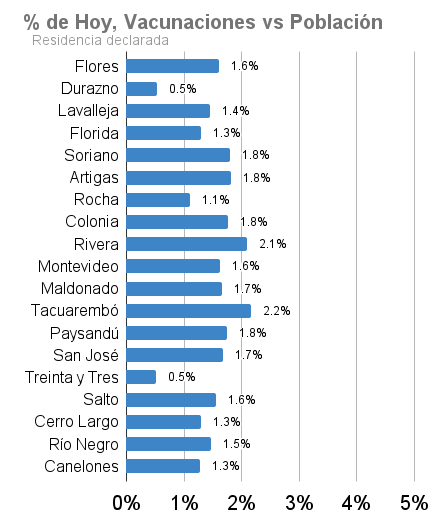 % de Hoy, Vacunaciones vs Población
Residencia declarada
Flores 1.6%
Durazno 0.5%
Lavalleja 1.4%
Florida 1.3%
Soriano 1.8%
Artigas 1.8%
Rocha 1.1%
Colonia 1.8%
Rivera 2.1%
Montevideo 1.6%
Maldonado 1.7%
Tacuarembó 2.2%
Paysandú 1.8%
San José 1.7%
Treinta y Tres 0.5%
Salto 1.6%
Cerro Largo 1.3%
Río Negro 1.5%
Canelones 1.3%
0% 1% 2% 3% 4% 5%